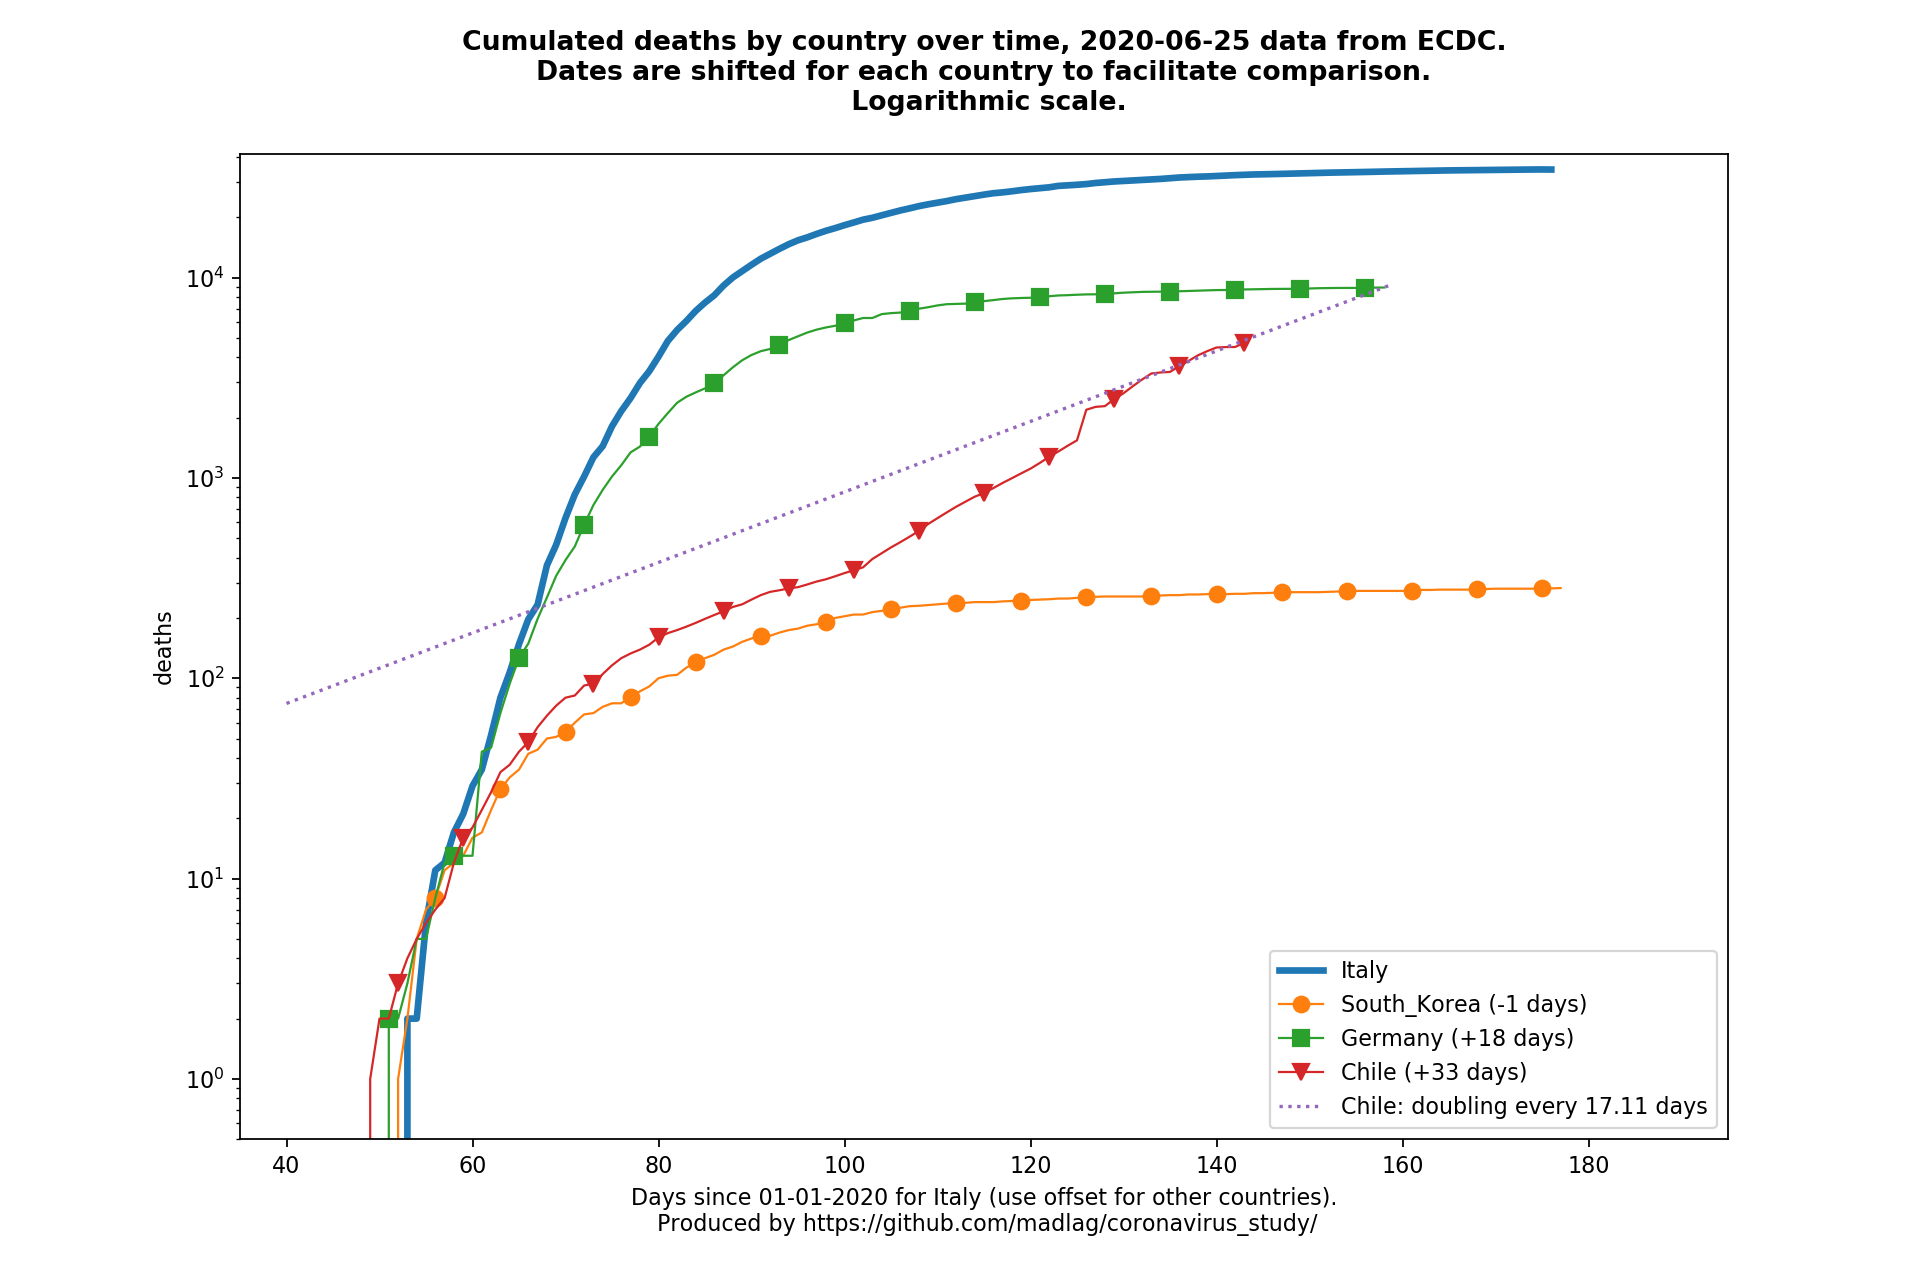 Cumulated deaths by country over time, 2020-06-25 data from ECDC.
Dates are shifted for each country to facilitate comparison.
Logarithmic scale.
deaths
10^4
10^3
10^2
10^1
10^0
40 60 80 100 120 140 160 180
Days since 01-01-2020 for Italy (use offset for other countries).
Produced by https://github.com/madlag/coronavirus_study/
Italy
South_Korea (-1 days)
Germany (+18 days)
Chile (+33 days)
Chile: doubling every 17.11 days